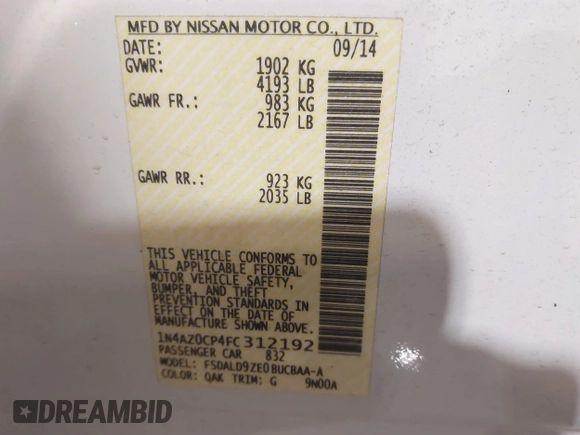 MFD BY NISSAN MOTOR CO., LTD.
DATE: 09/14
GVWR: 1902 KG
4193 LB
GAWR FR.: 983 KG
2167 LB
GAWR RR.: 923 KG
2035 LB
THIS VEHICLE CONFORMS TO
ALL APPLICABLE FEDERAL
MOTOR VEHICLE SAFETY,
BUMPER, AND THEFT
PREVENTION STANDARDS IN
EFFECT ON THE DATE OF
MANUFACTURE SHOWN ABOVE.
1N4AZ0CP4FC312192
PASSENGER CAR 832
MODEL: FSDALD9ZE0BUCBAA-A
COLOR: QAK TRIM: G 9N00A
DREAMBID